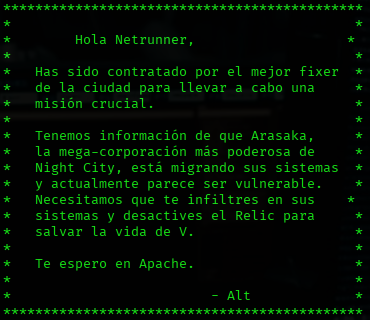 *********************************************
*                                           *
*        Hola Netrunner,                   *
*                                           *
*   Has sido contratado por el mejor fixer  *
*   de la ciudad para llevar a cabo una     *
*   misión crucial.                         *
*                                           *
*   Tenemos información de que Arasaka,     *
*   la mega-corporación más poderosa de     *
*   Night City, está migrando sus sistemas  *
*   y actualmente parece ser vulnerable.    *
*   Necesitamos que te infiltres en sus    *
*   sistemas y desactives el Relic para     *
*   salvar la vida de V.                    *
*                                           *
*   Te espero en Apache.                    *
*                                           *
*                         - Alt             *
*********************************************